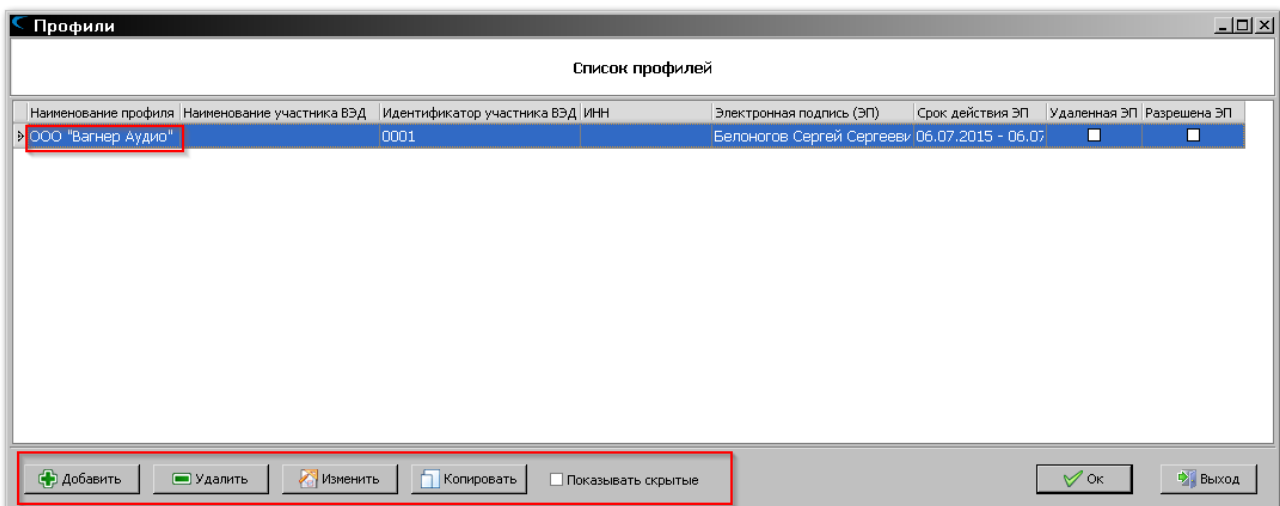 Профили
Список профилей
Наименование профиля Наименование участника ВЭД Идентификатор участника ВЭД ИНН Электронная подпись (ЭП) Срок действия ЭП Удаленная ЭП Разрешена ЭП
ООО "Вагнер Аудио" 0001 Белоногов Сергей Сергееви 06.07.2015 - 06.07
Добавить Удалить Изменить Копировать Показывать скрытые Ок Выход